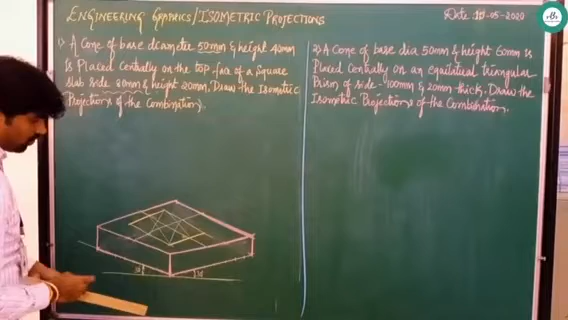 ENGINEERING GRAPHICS/ISOMETRIC PROJECTIONS
Date 10-05-2020
1) A Cone of base diameter 50mm & height 40mm
is Placed Centrally on the top face of a Square
slab side 80mm & height 20mm. Draw the Isometric
Projections of the Combinations.
2) A Cone of base dia 50mm & height 60mm is
Placed Centrally on an equilateral triangular
Prism of side - 100mm & 20mm thick. Draw the
Isometric Projections of the Combination.
30
30